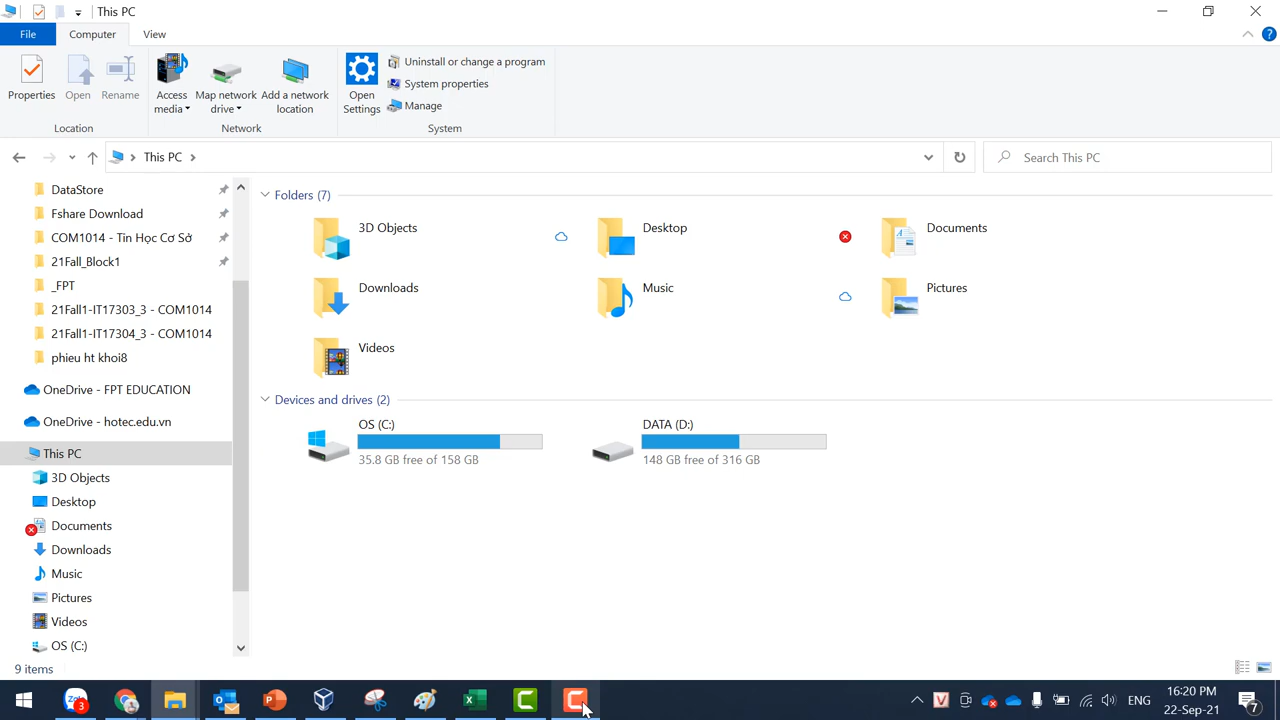 This PC
File
Computer
View
Properties
Open
Rename
Access media
Map network drive
Add a network location
Open Settings
Uninstall or change a program
System properties
Manage
Location
Network
System
This PC
Search This PC
DataStore
Fshare Download
COM1014 - Tin Học Cơ Sở
21Fall_Block1
_FPT
21Fall1-IT17303_3 - COM1014
21Fall1-IT17304_3 - COM1014
phieu ht khoi8
OneDrive - FPT EDUCATION
OneDrive - hotec.edu.vn
This PC
3D Objects
Desktop
Documents
Downloads
Music
Pictures
Videos
OS (C:)
Folders (7)
3D Objects
Desktop
Documents
Downloads
Music
Pictures
Videos
Devices and drives (2)
OS (C:)
35.8 GB free of 158 GB
DATA (D:)
148 GB free of 316 GB
9 items
Zalo
3
ENG
16:20 PM
22-Sep-21
7